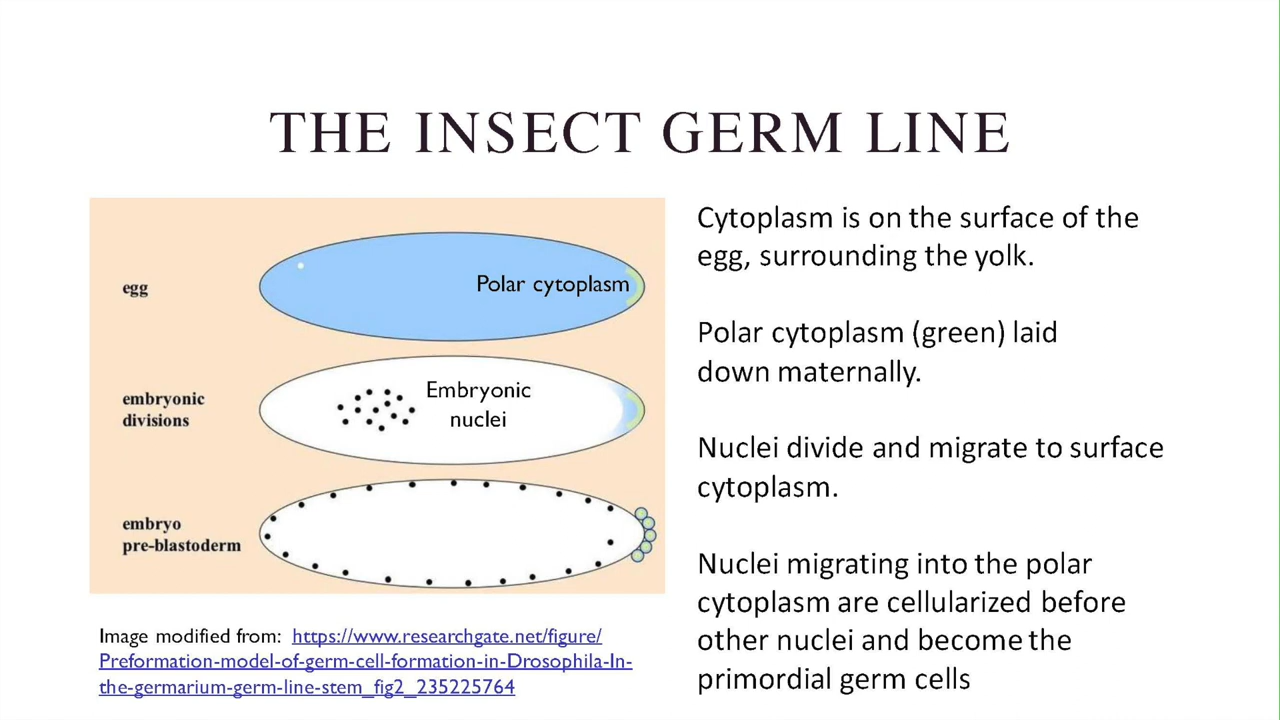 THE INSECT GERM LINE
egg
Polar cytoplasm
embryonic
divisions
Embryonic
nuclei
embryo
pre-blastoderm
Image modified from: https://www.researchgate.net/figure/
Preformation-model-of-germ-cell-formation-in-Drosophila-In-
the-germarium-germ-line-stem_fig2_235225764
Cytoplasm is on the surface of the
egg, surrounding the yolk.
Polar cytoplasm (green) laid
down maternally.
Nuclei divide and migrate to surface
cytoplasm.
Nuclei migrating into the polar
cytoplasm are cellularized before
other nuclei and become the
primordial germ cells